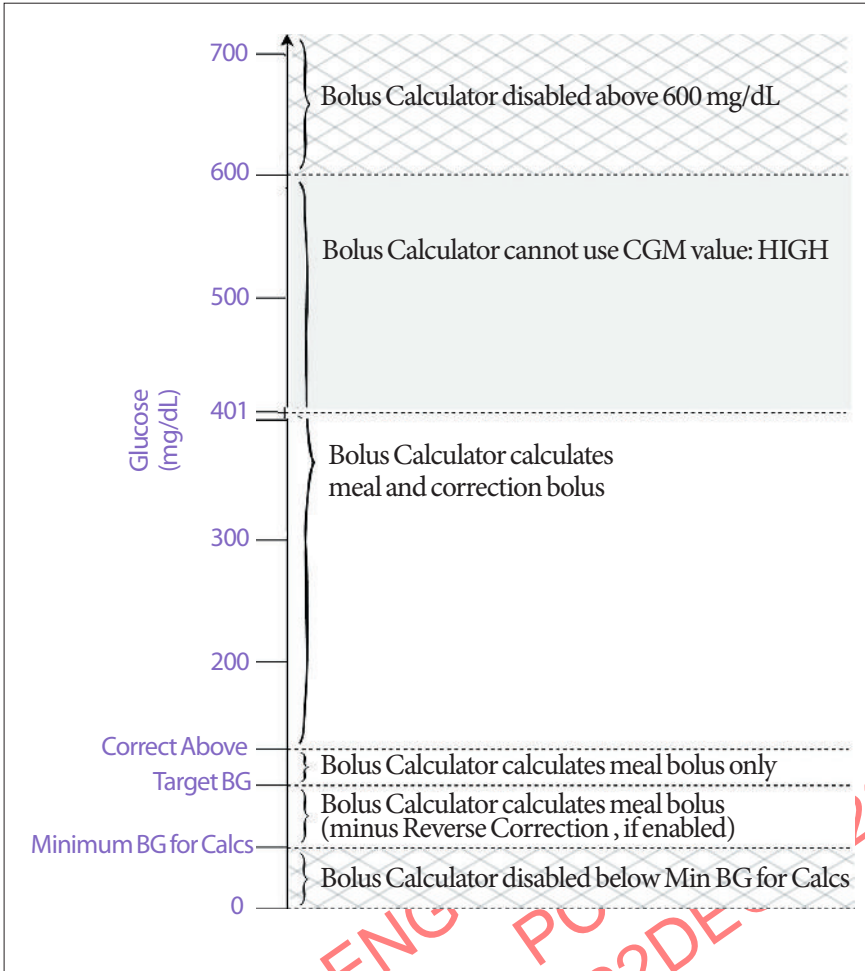 700
Bolus Calculator disabled above 600 mg/dL
600
Bolus Calculator cannot use CGM value: HIGH
500
401
Glucose
(mg/dL)
Bolus Calculator calculates
meal and correction bolus
300
200
Correct Above
Bolus Calculator calculates meal bolus only
Target BG
Bolus Calculator calculates meal bolus
(minus Reverse Correction , if enabled)
Minimum BG for Calcs
Bolus Calculator disabled below Min BG for Calcs
0
ENG